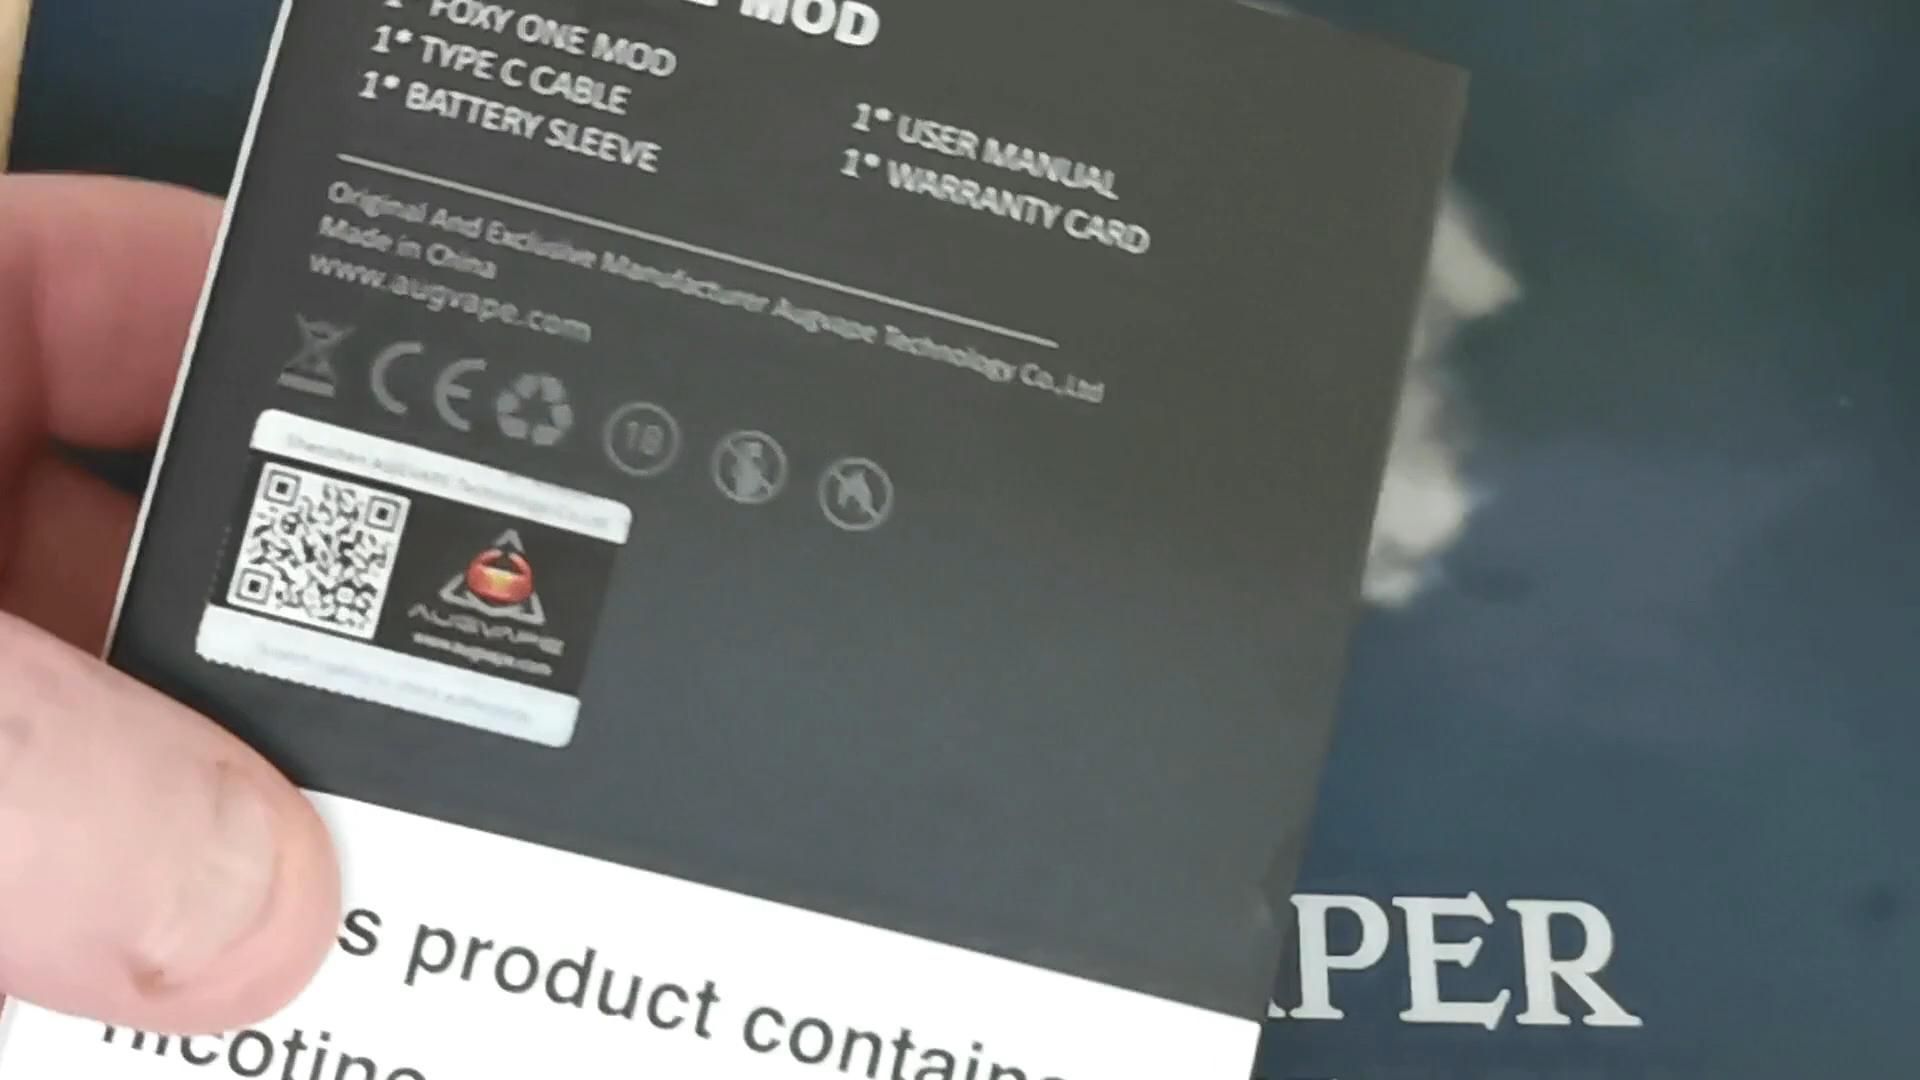 MOD
1* FOXY ONE MOD
1* TYPE C CABLE
1* BATTERY SLEEVE
1* USER MANUAL
1* WARRANTY CARD
Original And Exclusive Manufacturer Augvape Technology Co.,Ltd
Made in China
www.augvape.com
CE
18
AUGVAPE
www.augvape.com
s product contains
nicotine
PER